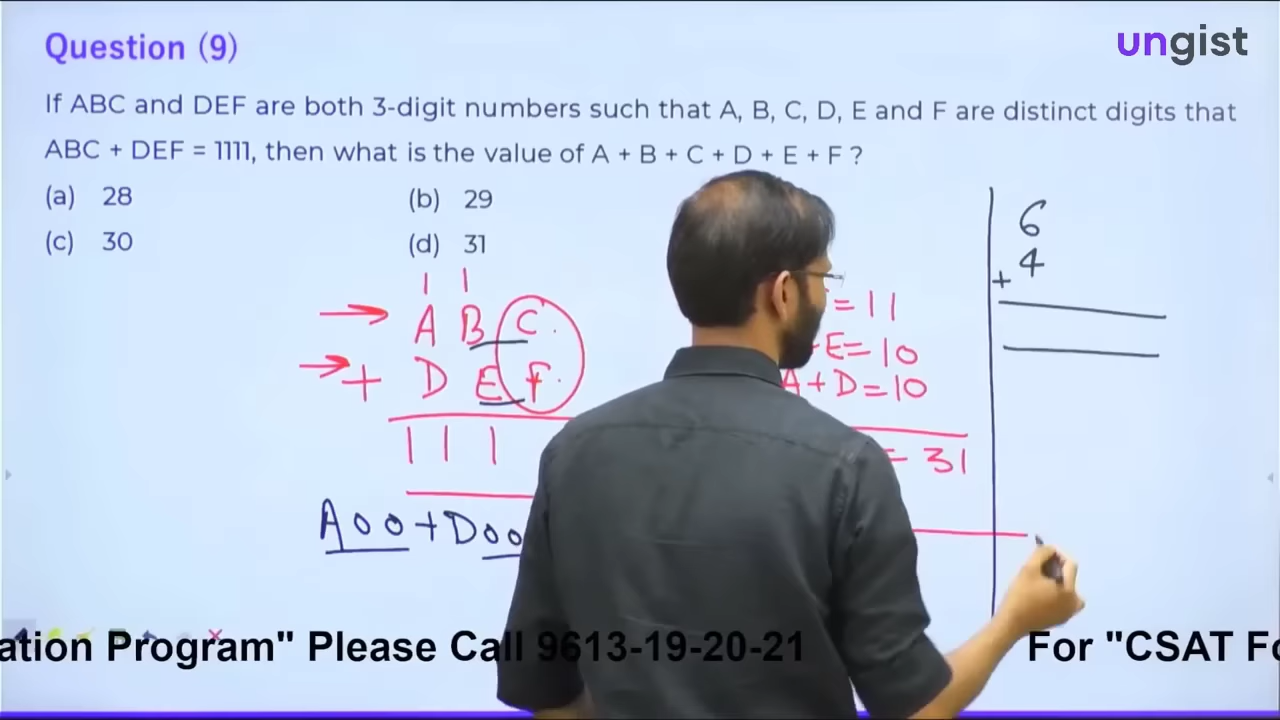 Question (9)
ungist
If ABC and DEF are both 3-digit numbers such that A, B, C, D, E and F are distinct digits that
ABC + DEF = 1111, then what is the value of A + B + C + D + E + F ?
(a) 28
(b) 29
(c) 30
(d) 31
1 1
A B C
+ D E F
1 1 1
A00+D00
= 11
E = 10
A + D = 10
= 31
6
+ 4
ation Program" Please Call 9613-19-20-21
For "CSAT Fo